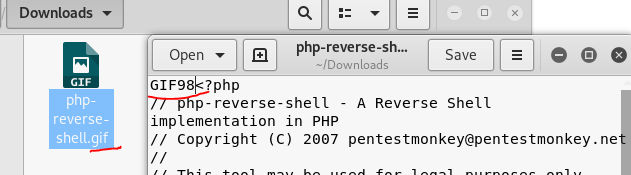 Downloads
GIF
php-
reverse-
shell.gif
Open
php-reverse-sh...
~/Downloads
Save
GIF98<?php
// php-reverse-shell - A Reverse Shell
implementation in PHP
// Copyright (C) 2007 pentestmonkey@pentestmonkey.net
//
// This tool may be used for legal purposes only